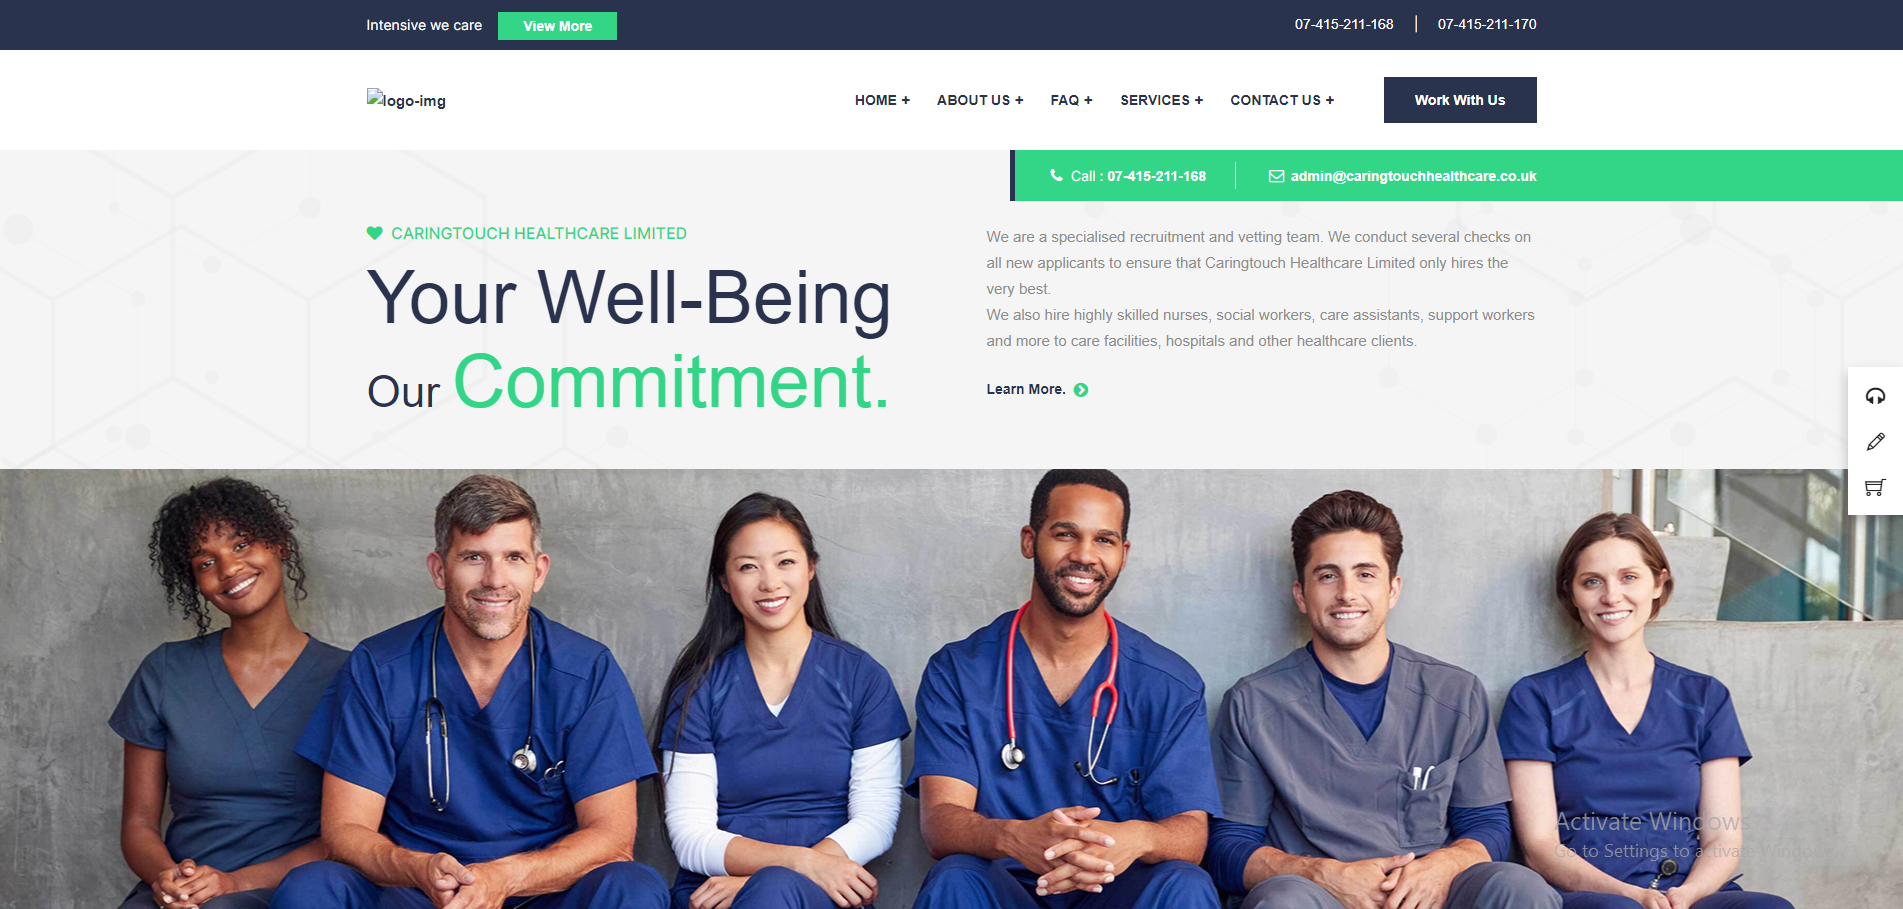 Intensive we care
View More
07-415-211-168 | 07-415-211-170
logo-img
HOME +
ABOUT US +
FAQ +
SERVICES +
CONTACT US +
Work With Us
Call : 07-415-211-168
admin@caringtouchhealthcare.co.uk
CARINGTOUCH HEALTHCARE LIMITED
Your Well-Being
Our Commitment.
We are a specialised recruitment and vetting team. We conduct several checks on
all new applicants to ensure that Caringtouch Healthcare Limited only hires the
very best.
We also hire highly skilled nurses, social workers, care assistants, support workers
and more to care facilities, hospitals and other healthcare clients.
Learn More.
Activate Windows
Go to Settings to activate Windows.